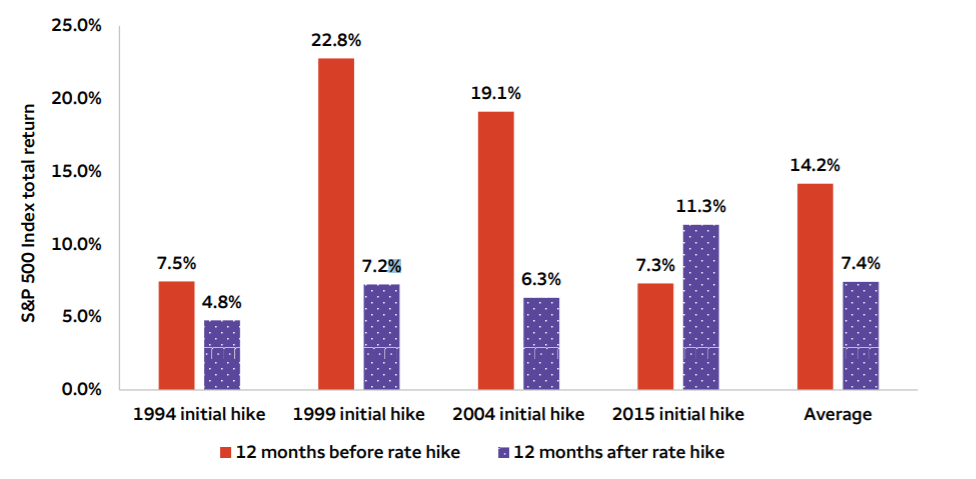 25.0%
22.8%
20.0%
19.1%
15.0%
14.2%
11.3%
10.0%
7.5%
7.2%
7.3%
7.4%
6.3%
5.0%
4.8%
0.0%
S&P 500 Index total return
1994 initial hike
1999 initial hike
2004 initial hike
2015 initial hike
Average
12 months before rate hike
12 months after rate hike